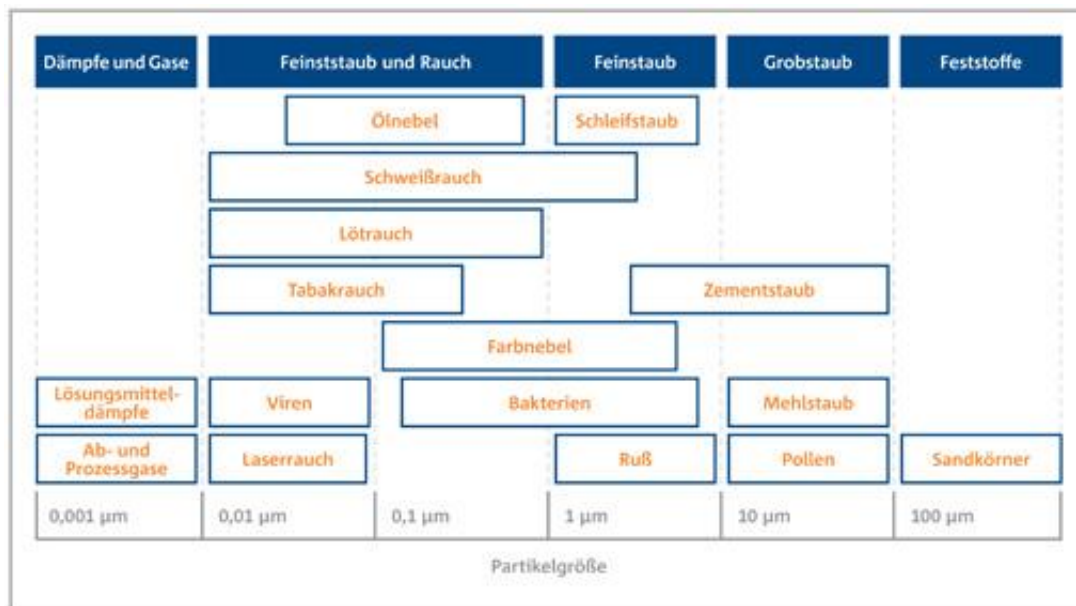 Dämpfe und Gase
Feinststaub und Rauch
Feinstaub
Grobstaub
Feststoffe
Ölnebel
Schleifstaub
Schweißrauch
Lötrauch
Tabakrauch
Zementstaub
Farbnebel
Lösungsmittel-
dämpfe
Viren
Bakterien
Mehlstaub
Ab- und
Prozessgase
Laserrauch
Ruß
Pollen
Sandkörner
0,001 µm
0,01 µm
0,1 µm
1 µm
10 µm
100 µm
Partikelgröße